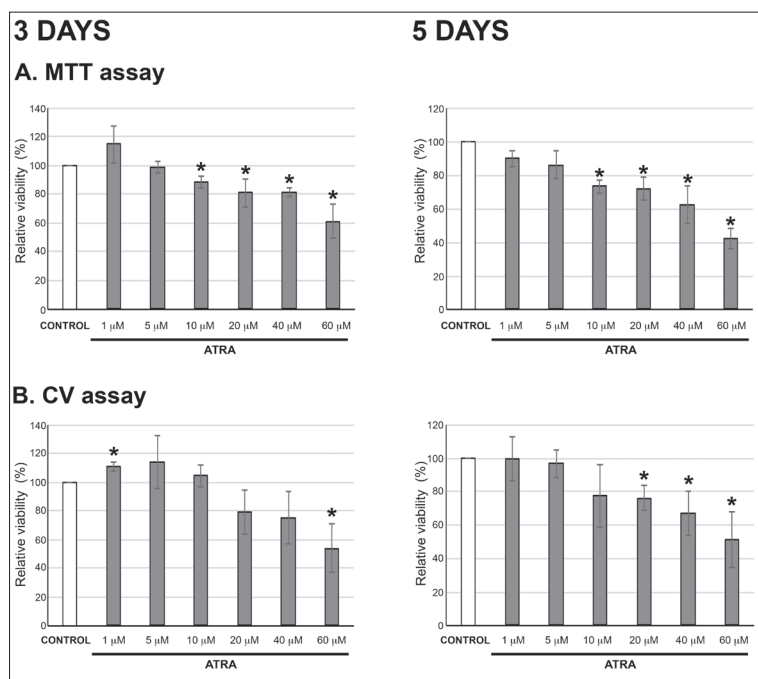 3 DAYS
5 DAYS
A. MTT assay
Relative viability (%)
140
120
100
80
60
40
20
0
* * * *
CONTROL 1 μM 5 μM 10 μM 20 μM 40 μM 60 μM
ATRA
Relative viability (%)
120
100
80
60
40
20
0
* * * *
CONTROL 1 μM 5 μM 10 μM 20 μM 40 μM 60 μM
ATRA
B. CV assay
Relative viability (%)
140
120
100
80
60
40
20
0
* *
CONTROL 1 μM 5 μM 10 μM 20 μM 40 μM 60 μM
ATRA
Relative viability (%)
120
100
80
60
40
20
0
* * *
CONTROL 1 μM 5 μM 10 μM 20 μM 40 μM 60 μM
ATRA